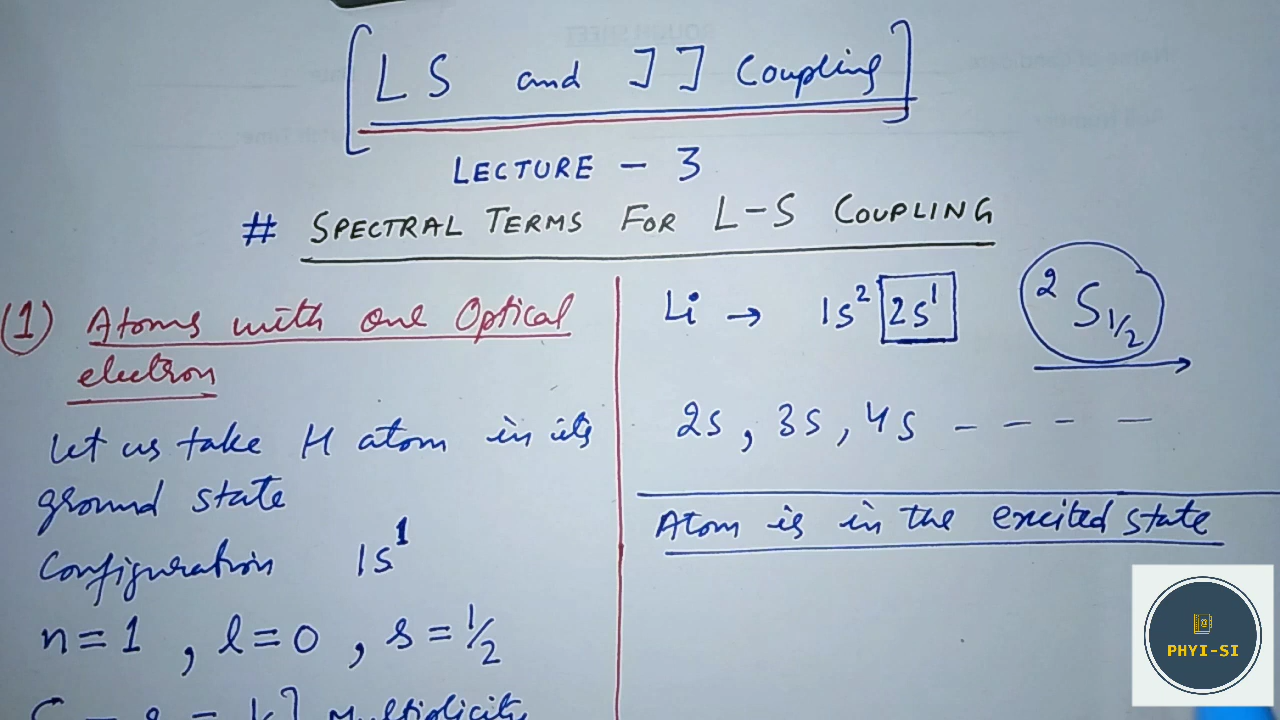 [LS and JJ Coupling]
LECTURE - 3
# SPECTRAL TERMS FOR L-S COUPLING
(1) Atoms with one Optical
electron
Let us take H atom in its
ground state
Configuration 1s¹
n=1, l=0, s=1/2
Multiplicity
Li → 1s² 2s¹ ²S₁/₂
2s, 3s, 4s - - - -
Atom is in the excited state
PHYI-SI